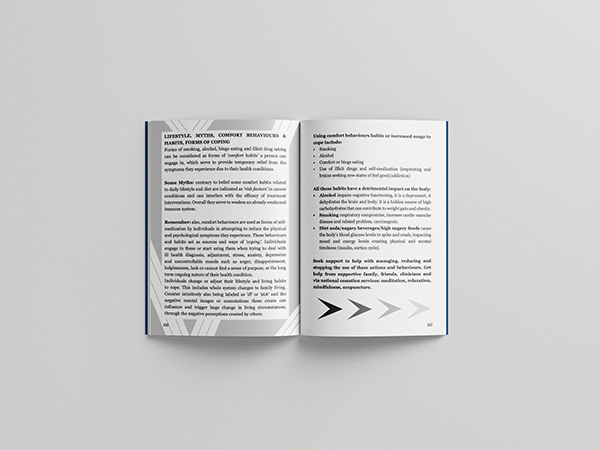 LIFESTYLE, MYTHS, COMFORT BEHAVIOURS &
HABITS, FORMS OF COPING
Forms of smoking, alcohol, binge eating and illicit drug taking
can be considered as forms of 'comfort habits' a person can
engage in, which serve to provide temporary relief from the
symptoms they experience due to their health conditions.
Some Myths: contrary to belief some comfort habits related
to daily lifestyle and diet are indicated as 'risk factors' in cancer
conditions and can interfere with the efficacy of treatment
interventions. Overall they serve to weaken an already weakened
immune system.
Remember: also, comfort behaviours are used as forms of self-
medication by individuals in attempting to reduce the physical
and psychological symptoms they experience. These behaviours
and habits act as sources and ways of 'coping'. Individuals
engage in these or start using them when trying to deal with
ill health diagnosis, adjustment, stress, anxiety, depression
and uncontrollable moods such as anger, disappointment,
helplessness, lack or cannot find a sense of purpose, or the long
term ongoing nature of their health condition.
Individuals change or adjust their lifestyle and living habits
to cope. This includes whole system changes to family living.
Counter intuitively also being labeled as 'ill' or 'sick' and the
negative mental images or connotations these create can
influence and trigger huge change in living circumstances,
through the negative perceptions created by others.
Using comfort behaviours habits or increased usage to
cope include:
• Smoking
• Alcohol
• Comfort or binge eating
• Use of illicit drugs and self-medication (imprinting and
brains seeking new states of feel good/addiction)
All these habits have a detrimental impact on the body:
• Alcohol impairs cognitive functioning, it is a depressant, it
dehydrates the brain and body, it is a hidden source of high
carbohydrates that can contribute to weight gain and obesity.
• Smoking respiratory compromise, increase cardio vascular
disease and related problem, carcinogenic.
• Diet soda/sugary beverages/high sugary foods cause
the body's blood glucose levels to spike and crash, impacting
mood and energy levels creating physical and mental
tiredness (insulin, cortico cycle).
Seek support to help with managing, reducing and
stopping the use of these actions and behaviours. Get
help from supportive family, friends, clinicians and
via national cessation services: meditation, relaxation,
mindfulness, acupuncture.